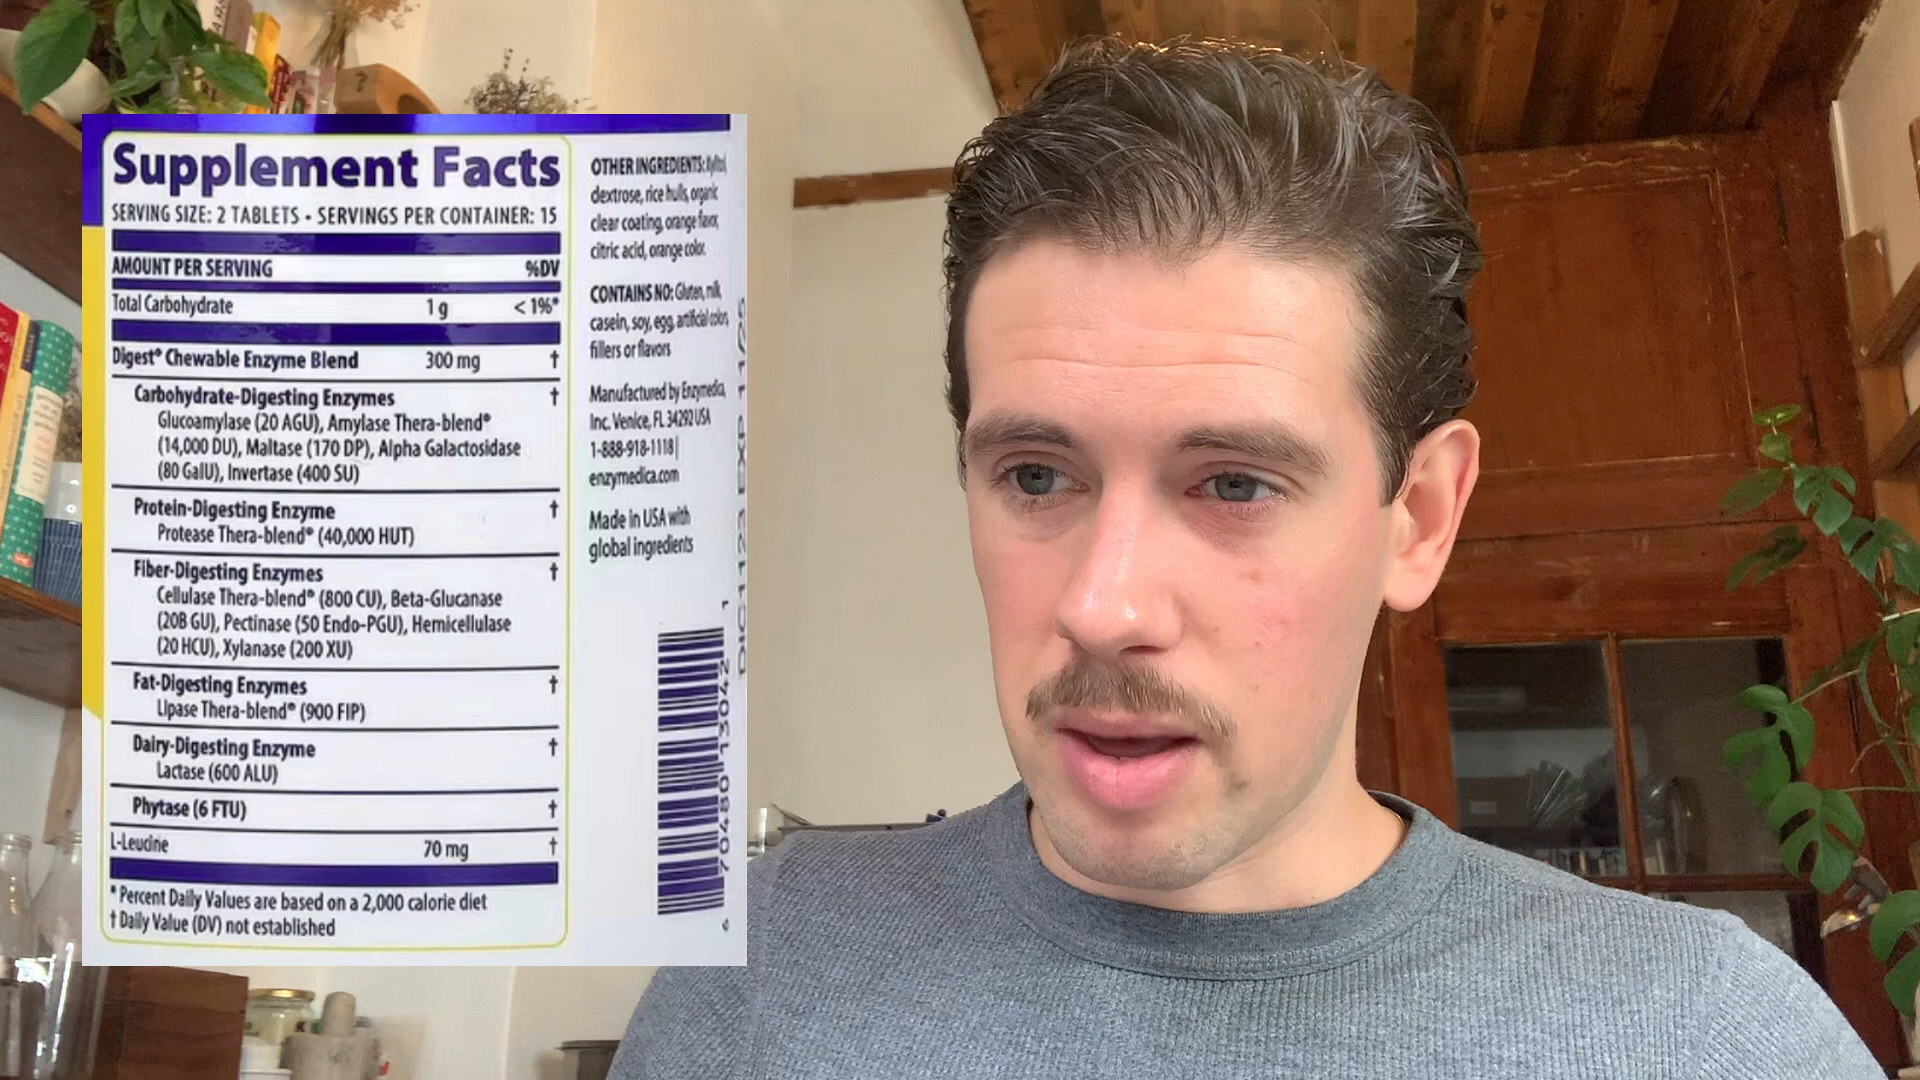 Supplement Facts
SERVING SIZE: 2 TABLETS • SERVINGS PER CONTAINER: 15
AMOUNT PER SERVING %DV
Total Carbohydrate 1 g < 1%*
Digest® Chewable Enzyme Blend 300 mg †
Carbohydrate-Digesting Enzymes †
Glucoamylase (20 AGU), Amylase Thera-blend®
(14,000 DU), Maltase (170 DP), Alpha Galactosidase
(80 GalU), Invertase (400 SU)
Protein-Digesting Enzyme †
Protease Thera-blend® (40,000 HUT)
Fiber-Digesting Enzymes †
Cellulase Thera-blend® (800 CU), Beta-Glucanase
(20B GU), Pectinase (50 Endo-PGU), Hemicellulase
(20 HCU), Xylanase (200 XU)
Fat-Digesting Enzymes †
Lipase Thera-blend® (900 FIP)
Dairy-Digesting Enzyme †
Lactase (600 ALU)
Phytase (6 FTU) †
L-Leucine 70 mg †
* Percent Daily Values are based on a 2,000 calorie diet
† Daily Value (DV) not established
OTHER INGREDIENTS: Xylitol,
dextrose, rice hulls, organic
clear coating, orange flavor,
citric acid, orange color.
CONTAINS NO: Gluten, milk,
casein, soy, egg, artificial colors,
fillers or flavors
Manufactured by Enzymedica,
Inc. Venice, FL 34292 USA
1-888-918-1118|
enzymedica.com
Made in USA with
global ingredients
6 70480 13042 1
EXP 11/25